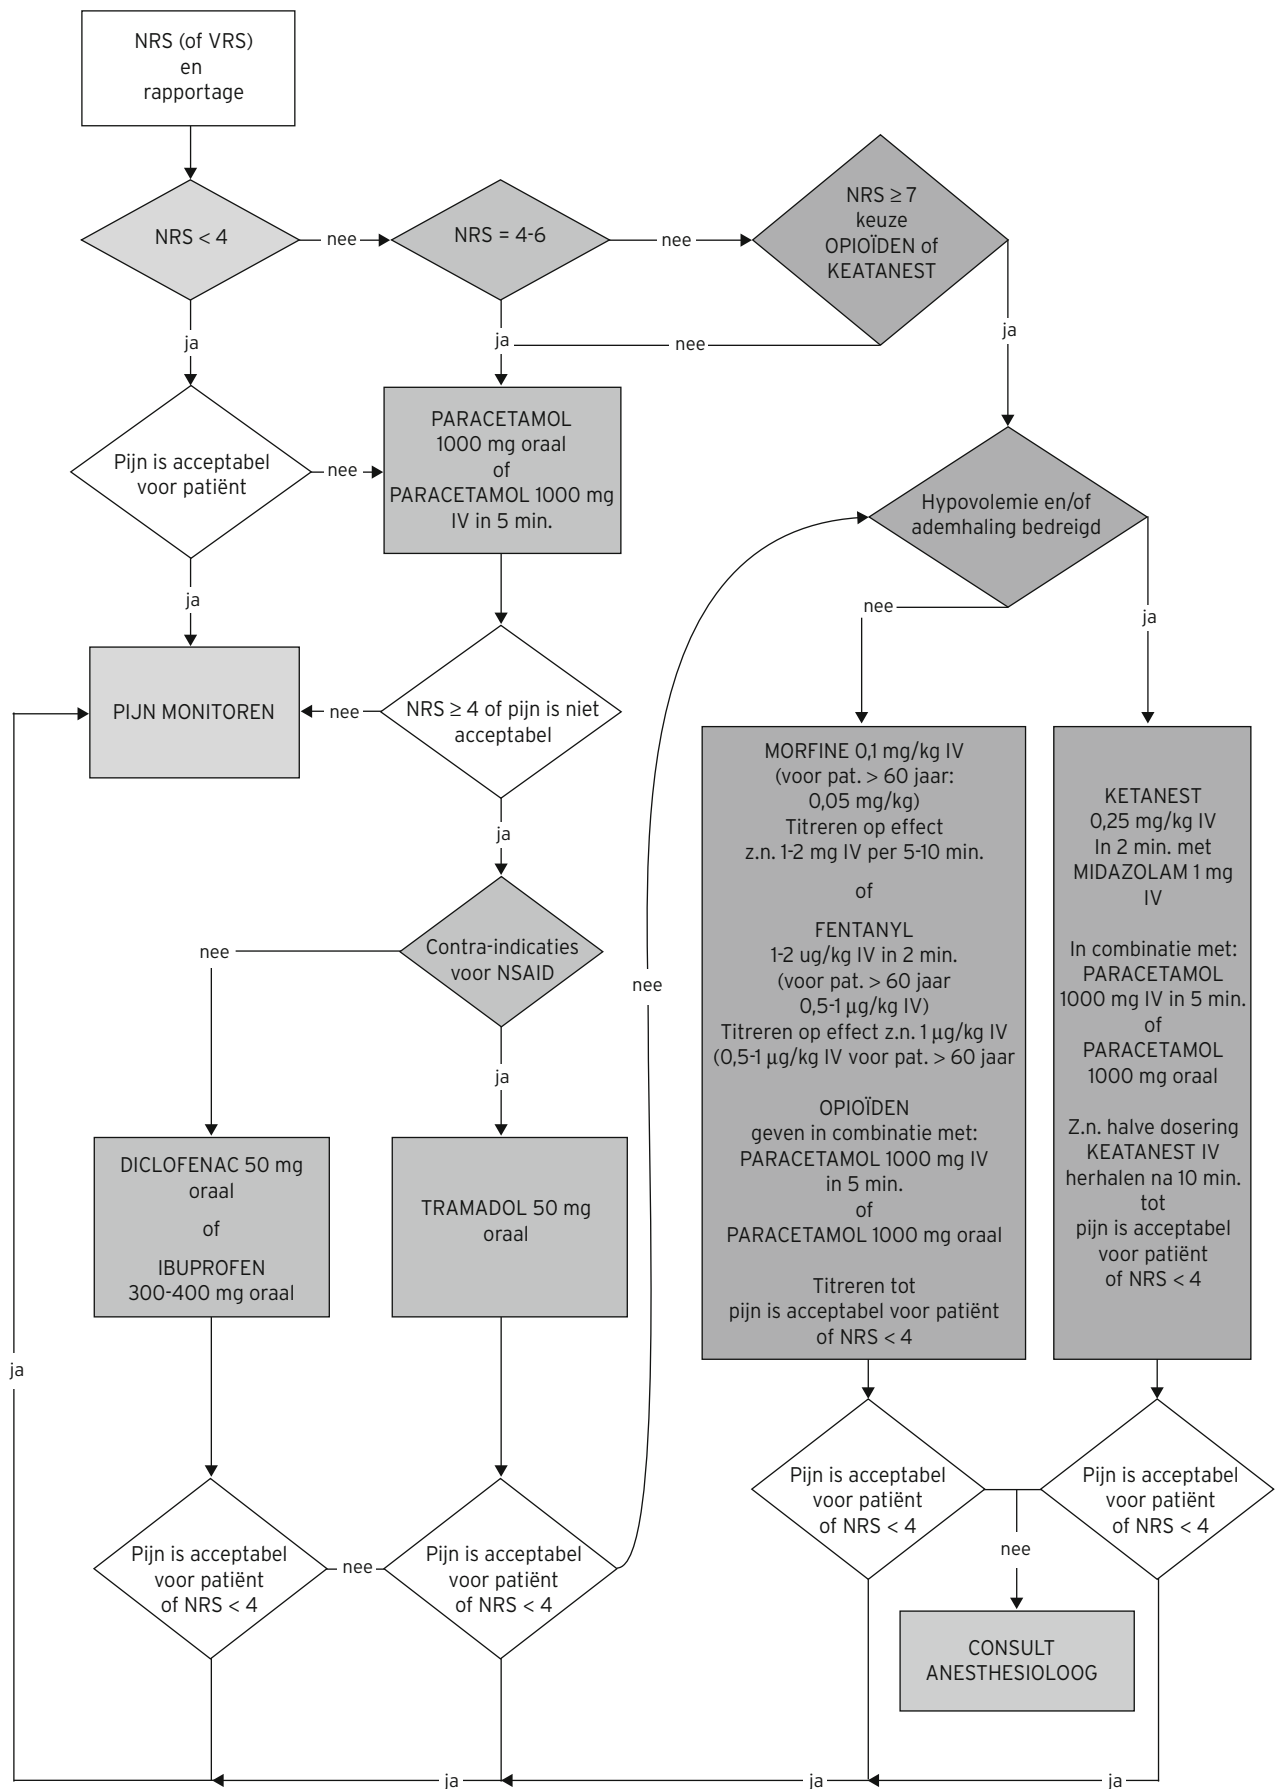 NRS (of VRS)
en
rapportage
NRS < 4
nee
NRS = 4-6
nee
NRS ≥ 7
keuze
OPIOÏDEN of
KEATANEST
ja
ja
nee
ja
Pijn is acceptabel
voor patiënt
nee
PARACETAMOL
1000 mg oraal
of
PARACETAMOL 1000 mg
IV in 5 min.
Hypovolemie en/of
ademhaling bedreigd
ja
nee
ja
PIJN MONITOREN
nee
NRS ≥ 4 of pijn is niet
acceptabel
ja
MORFINE 0,1 mg/kg IV
(voor pat. > 60 jaar:
0,05 mg/kg)
Titreren op effect
z.n. 1-2 mg IV per 5-10 min.
of
FENTANYL
1-2 ug/kg IV in 2 min.
(voor pat. > 60 jaar
0,5-1 µg/kg IV)
Titreren op effect z.n. 1 µg/kg IV
(0,5-1 µg/kg IV voor pat. > 60 jaar
OPIOÏDEN
geven in combinatie met:
PARACETAMOL 1000 mg IV
in 5 min.
of
PARACETAMOL 1000 mg oraal
Titreren tot
pijn is acceptabel voor patiënt
of NRS < 4
KETANEST
0,25 mg/kg IV
In 2 min. met
MIDAZOLAM 1 mg
IV
In combinatie met:
PARACETAMOL
1000 mg IV in 5 min.
of
PARACETAMOL
1000 mg oraal
Z.n. halve dosering
KEATANEST IV
herhalen na 10 min.
tot
pijn is acceptabel
voor patiënt
of NRS < 4
nee
Contra-indicaties
voor NSAID
nee
ja
DICLOFENAC 50 mg
oraal
of
IBUPROFEN
300-400 mg oraal
TRAMADOL 50 mg
oraal
ja
Pijn is acceptabel
voor patiënt
of NRS < 4
nee
Pijn is acceptabel
voor patiënt
of NRS < 4
Pijn is acceptabel
voor patiënt
of NRS < 4
nee
Pijn is acceptabel
voor patiënt
of NRS < 4
CONSULT
ANESTHESIOLOOG
ja
ja
ja